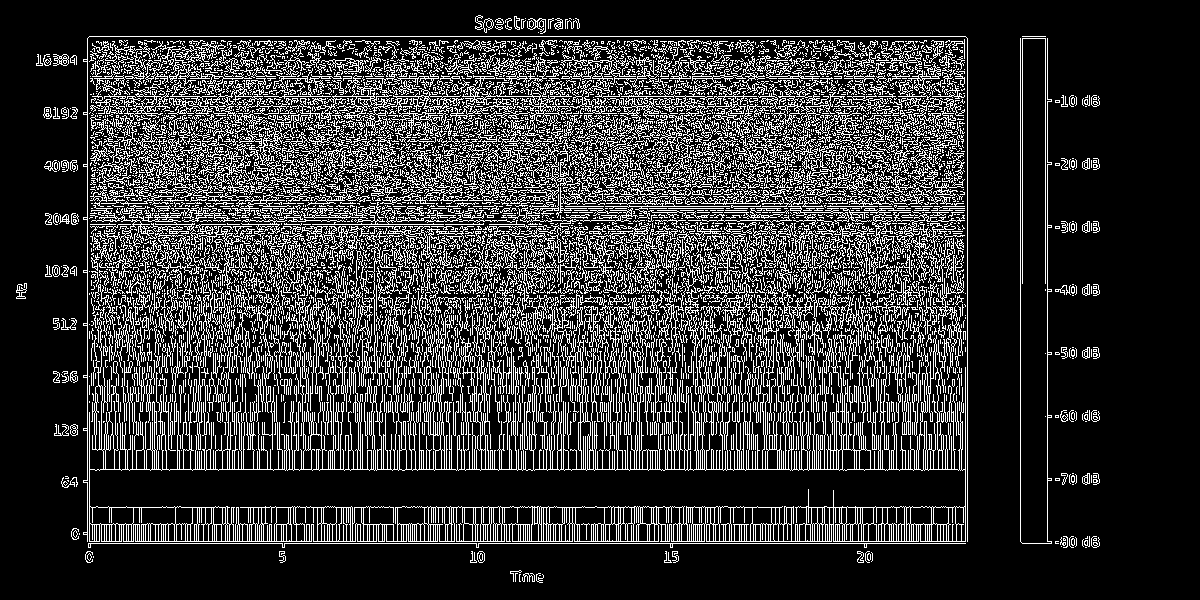 Spectrogram
16384
8192
4096
2048
1024
512
256
128
64
0
Hz
0 5 10 15 20
Time
-10 dB
-20 dB
-30 dB
-40 dB
-50 dB
-60 dB
-70 dB
-80 dB